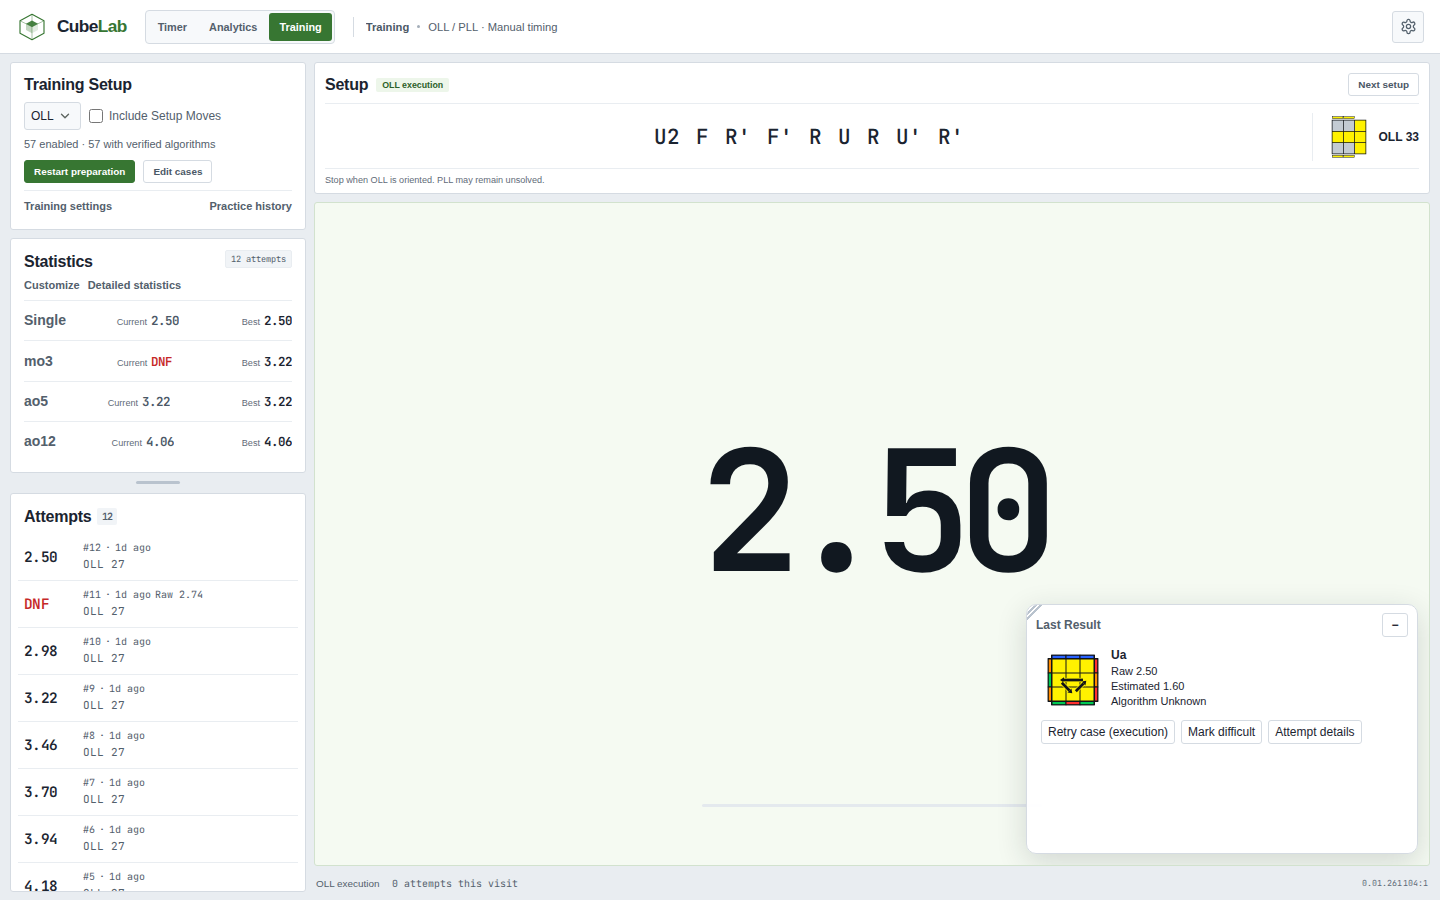 CubeLab
Timer
Analytics
Training
Training • OLL / PLL · Manual timing
Training Setup
OLL
Include Setup Moves
57 enabled · 57 with verified algorithms
Restart preparation
Edit cases
Training settings
Practice history
Statistics
12 attempts
Customize
Detailed statistics
Single Current 2.50 Best 2.50
mo3 Current DNF Best 3.22
ao5 Current 3.22 Best 3.22
ao12 Current 4.06 Best 4.06
Attempts 12
2.50
#12 · 1d ago
OLL 27
DNF
#11 · 1d ago Raw 2.74
OLL 27
2.98
#10 · 1d ago
OLL 27
3.22
#9 · 1d ago
OLL 27
3.46
#8 · 1d ago
OLL 27
3.70
#7 · 1d ago
OLL 27
3.94
#6 · 1d ago
OLL 27
4.18
#5 · 1d ago
Setup
OLL execution
Next setup
U2 F R' F' R U R U' R'
OLL 33
Stop when OLL is oriented. PLL may remain unsolved.
2.50
Last Result
–
Ua
Raw 2.50
Estimated 1.60
Algorithm Unknown
Retry case (execution)
Mark difficult
Attempt details
OLL execution
0 attempts this visit
0.01.261104:1